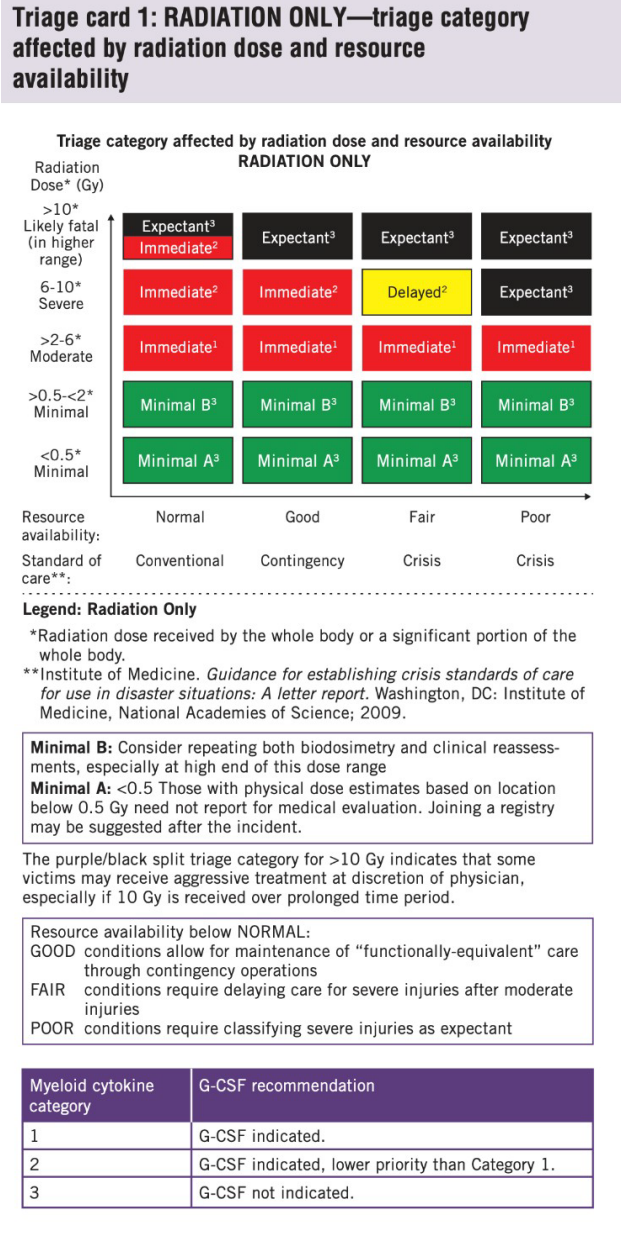 Triage card 1: RADIATION ONLY—triage category
affected by radiation dose and resource
availability
Triage category affected by radiation dose and resource availability
RADIATION ONLY
Radiation
Dose* (Gy)
>10*
Likely fatal
(in higher
range)
Expectant³
Immediate²
Expectant³
Expectant³
Expectant³
6-10*
Severe
Immediate²
Immediate²
Delayed²
Expectant³
>2-6*
Moderate
Immediate¹
Immediate¹
Immediate¹
Immediate¹
>0.5-<2*
Minimal
Minimal B³
Minimal B³
Minimal B³
Minimal B³
<0.5*
Minimal
Minimal A³
Minimal A³
Minimal A³
Minimal A³
Resource
availability:
Normal
Good
Fair
Poor
Standard of
care**:
Conventional
Contingency
Crisis
Crisis
Legend: Radiation Only
*Radiation dose received by the whole body or a significant portion of the
whole body.
**Institute of Medicine. Guidance for establishing crisis standards of care
for use in disaster situations: A letter report. Washington, DC: Institute of
Medicine, National Academies of Science; 2009.
Minimal B: Consider repeating both biodosimetry and clinical reassess-
ments, especially at high end of this dose range
Minimal A: <0.5 Those with physical dose estimates based on location
below 0.5 Gy need not report for medical evaluation. Joining a registry
may be suggested after the incident.
The purple/black split triage category for >10 Gy indicates that some
victims may receive aggressive treatment at discretion of physician,
especially if 10 Gy is received over prolonged time period.
Resource availability below NORMAL:
GOOD conditions allow for maintenance of “functionally-equivalent” care
through contingency operations
FAIR conditions require delaying care for severe injuries after moderate
injuries
POOR conditions require classifying severe injuries as expectant
Myeloid cytokine
category
G-CSF recommendation
1 G-CSF indicated.
2 G-CSF indicated, lower priority than Category 1.
3 G-CSF not indicated.